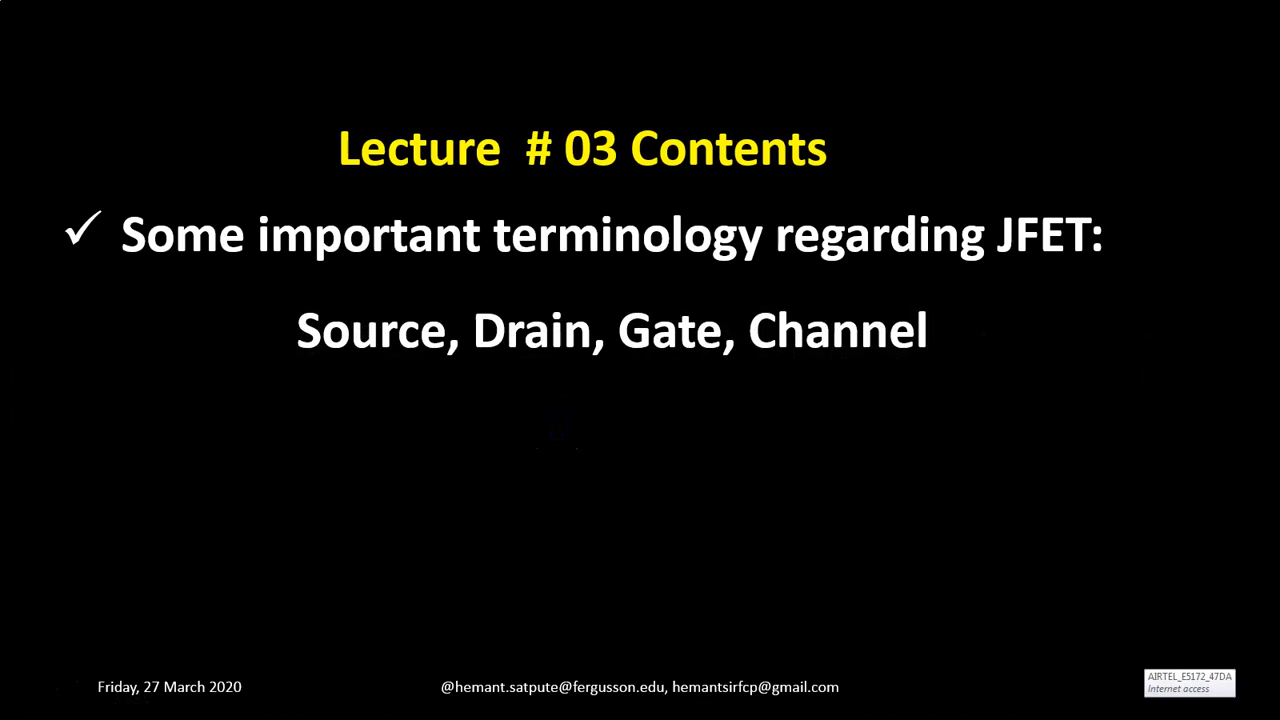 Lecture # 03 Contents
✓ Some important terminology regarding JFET:
Source, Drain, Gate, Channel
Friday, 27 March 2020
@hemant.satpute@fergusson.edu, hemantsirfcp@gmail.com
AIRTEL_E5172_47DA
Internet access